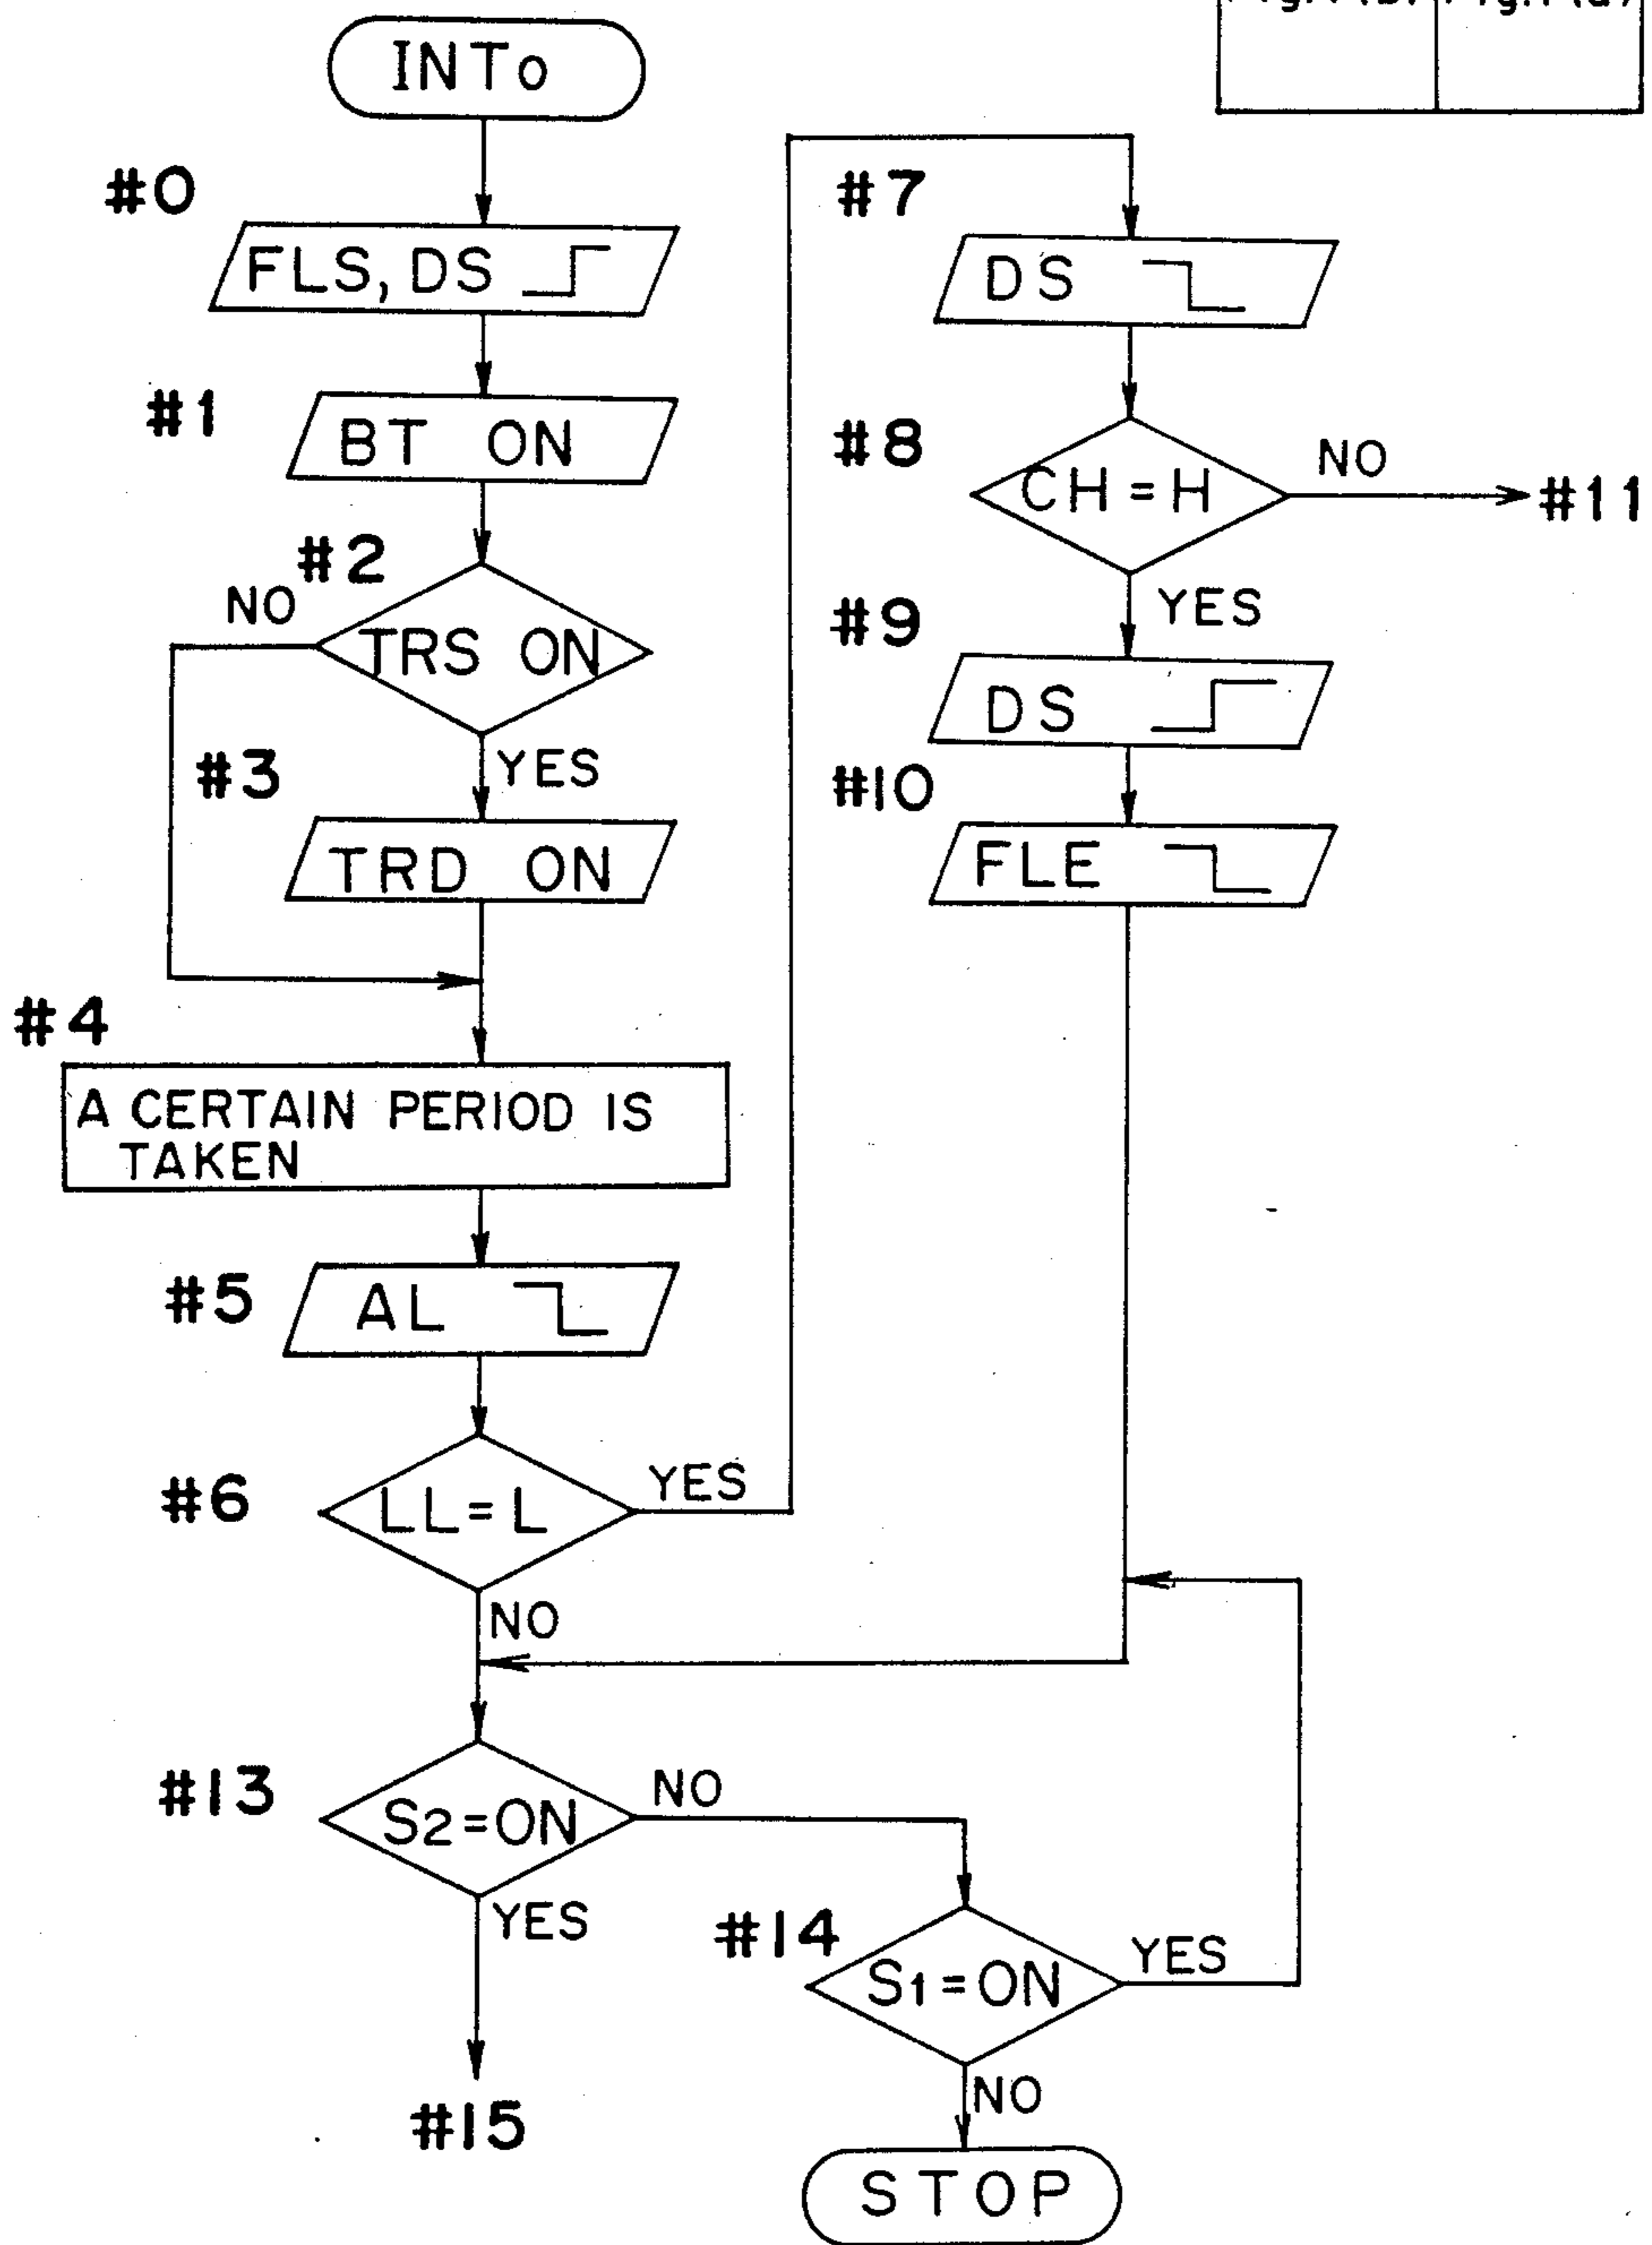 INTo
#0
FLS, DS
#1
BT ON
#2
NO
TRS ON
#3
YES
TRD ON
#4
A CERTAIN PERIOD IS
TAKEN
#5
AL
#6
LL=L
YES
NO
#7
DS
#8
CH=H
NO
#11
YES
#9
DS
#10
FLE
#13
S2=ON
NO
YES
#15
#14
S1=ON
YES
NO
STOP